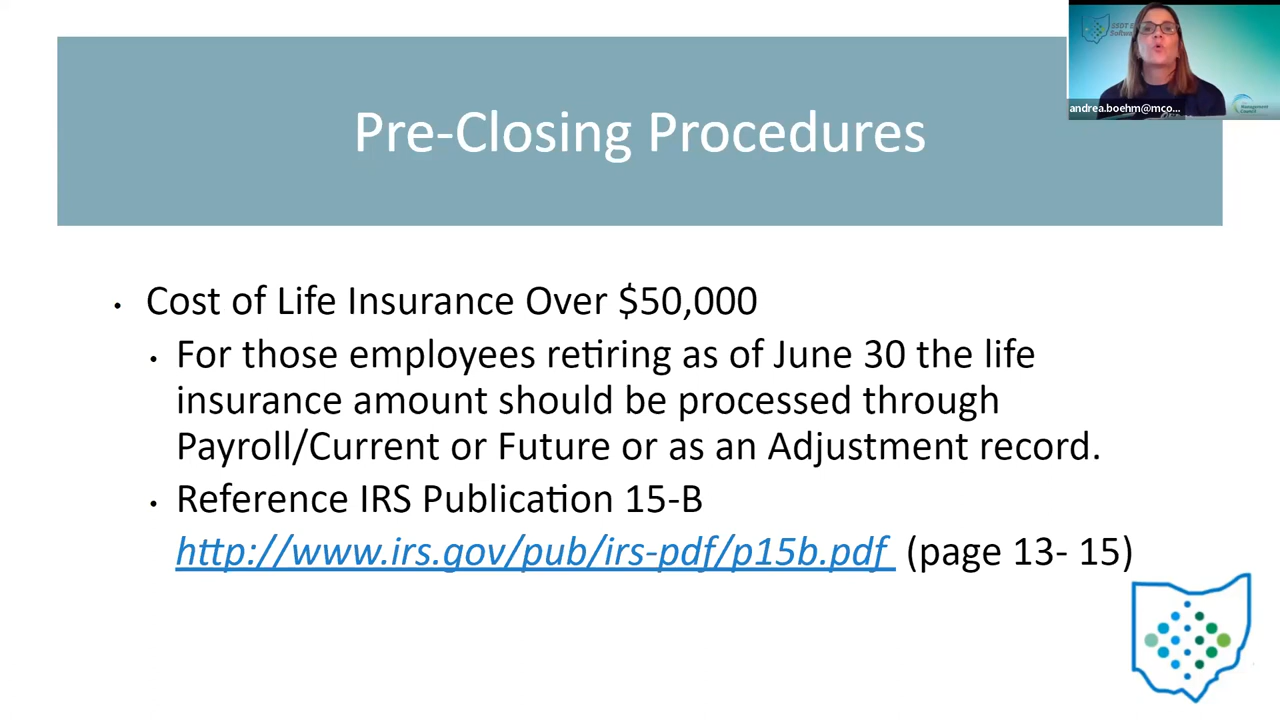 Pre-Closing Procedures
andrea.boehm@mco...
Management
Council
• Cost of Life Insurance Over $50,000
• For those employees retiring as of June 30 the life
insurance amount should be processed through
Payroll/Current or Future or as an Adjustment record.
• Reference IRS Publication 15-B
http://www.irs.gov/pub/irs-pdf/p15b.pdf (page 13- 15)